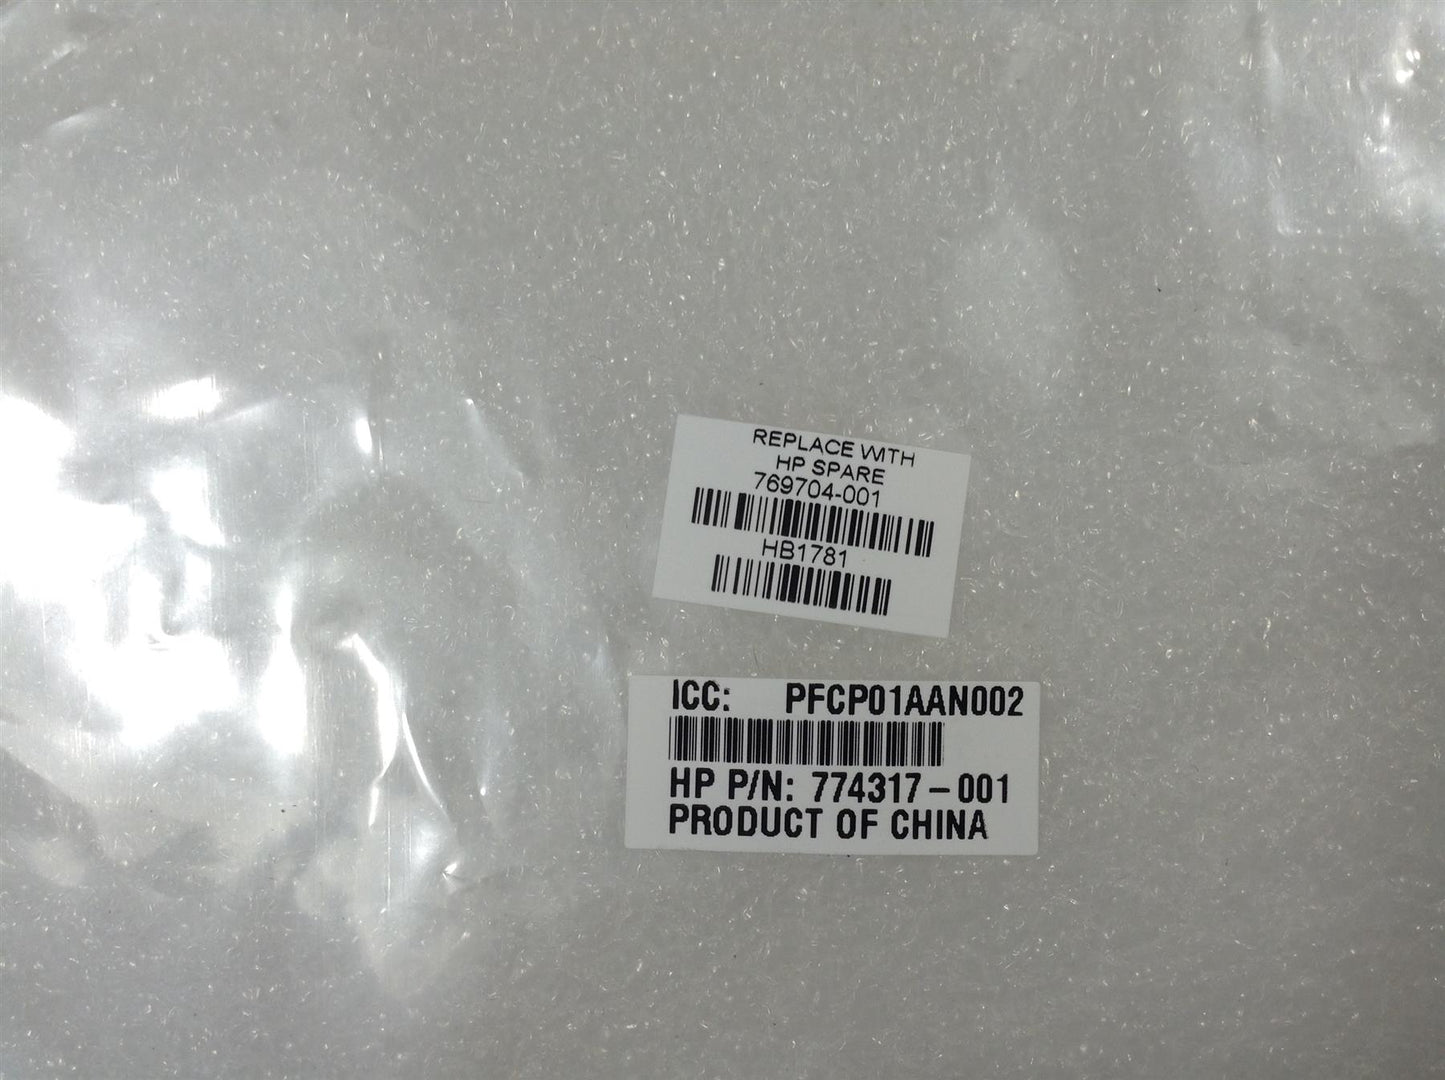 REPLACE WITH
HP SPARE
769704-001
HB1781
ICC: PFCP01AAN002
HP P/N: 774317-001
PRODUCT OF CHINA